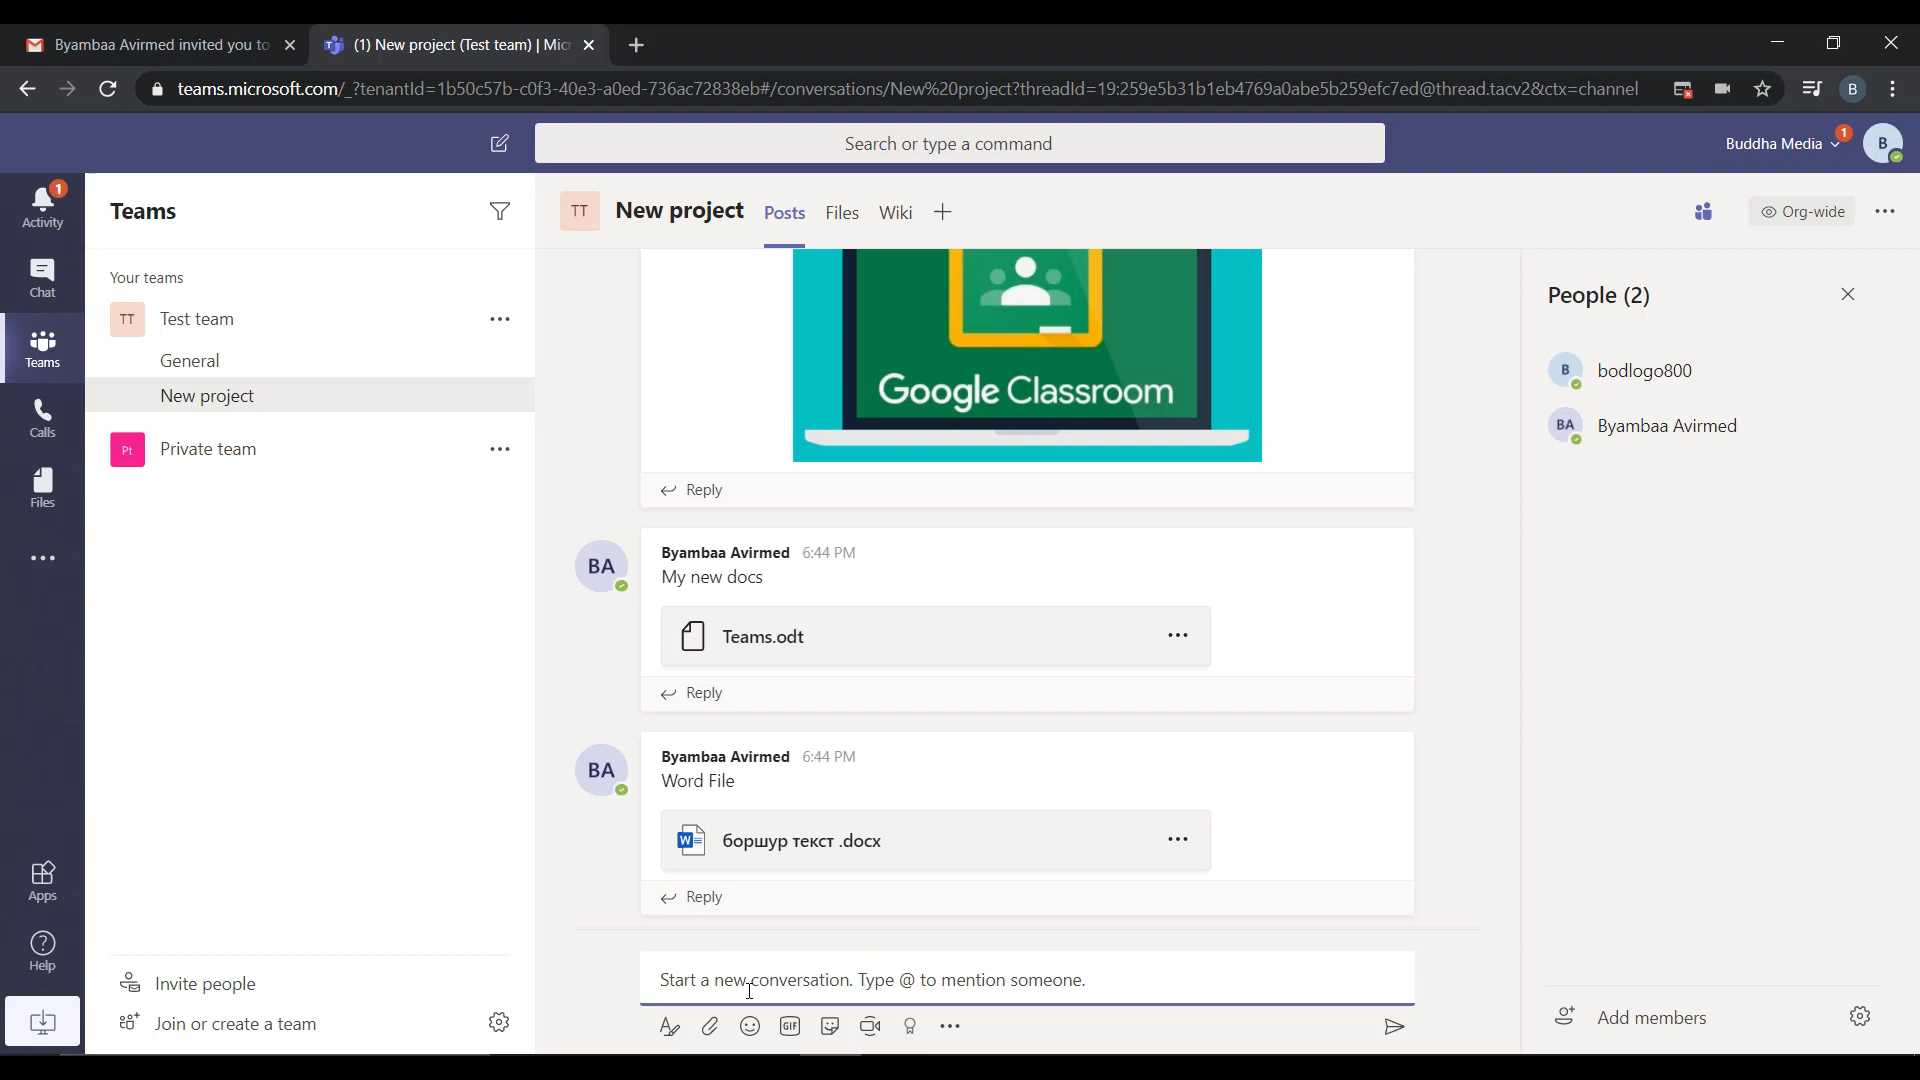 Byambaa Avirmed invited you to
(1) New project (Test team) | Mic
teams.microsoft.com/_?tenantId=1b50c57b-c0f3-40e3-a0ed-736ac72838eb#/conversations/New%20project?threadId=19:259e5b31b1eb4769a0abe5b259efc7ed@thread.tacv2&ctx=channel
B
Search or type a command
Buddha Media
1
B
1
Activity
Chat
Teams
Calls
Files
Apps
Help
Teams
Your teams
TT Test team
General
New project
Pt Private team
Invite people
Join or create a team
TT New project Posts Files Wiki
Org-wide
Google Classroom
Reply
BA
Byambaa Avirmed 6:44 PM
My new docs
Teams.odt
Reply
BA
Byambaa Avirmed 6:44 PM
Word File
W боршур текст .docx
Reply
Start a new conversation. Type @ to mention someone.
GIF
People (2)
B bodlogo800
BA Byambaa Avirmed
Add members